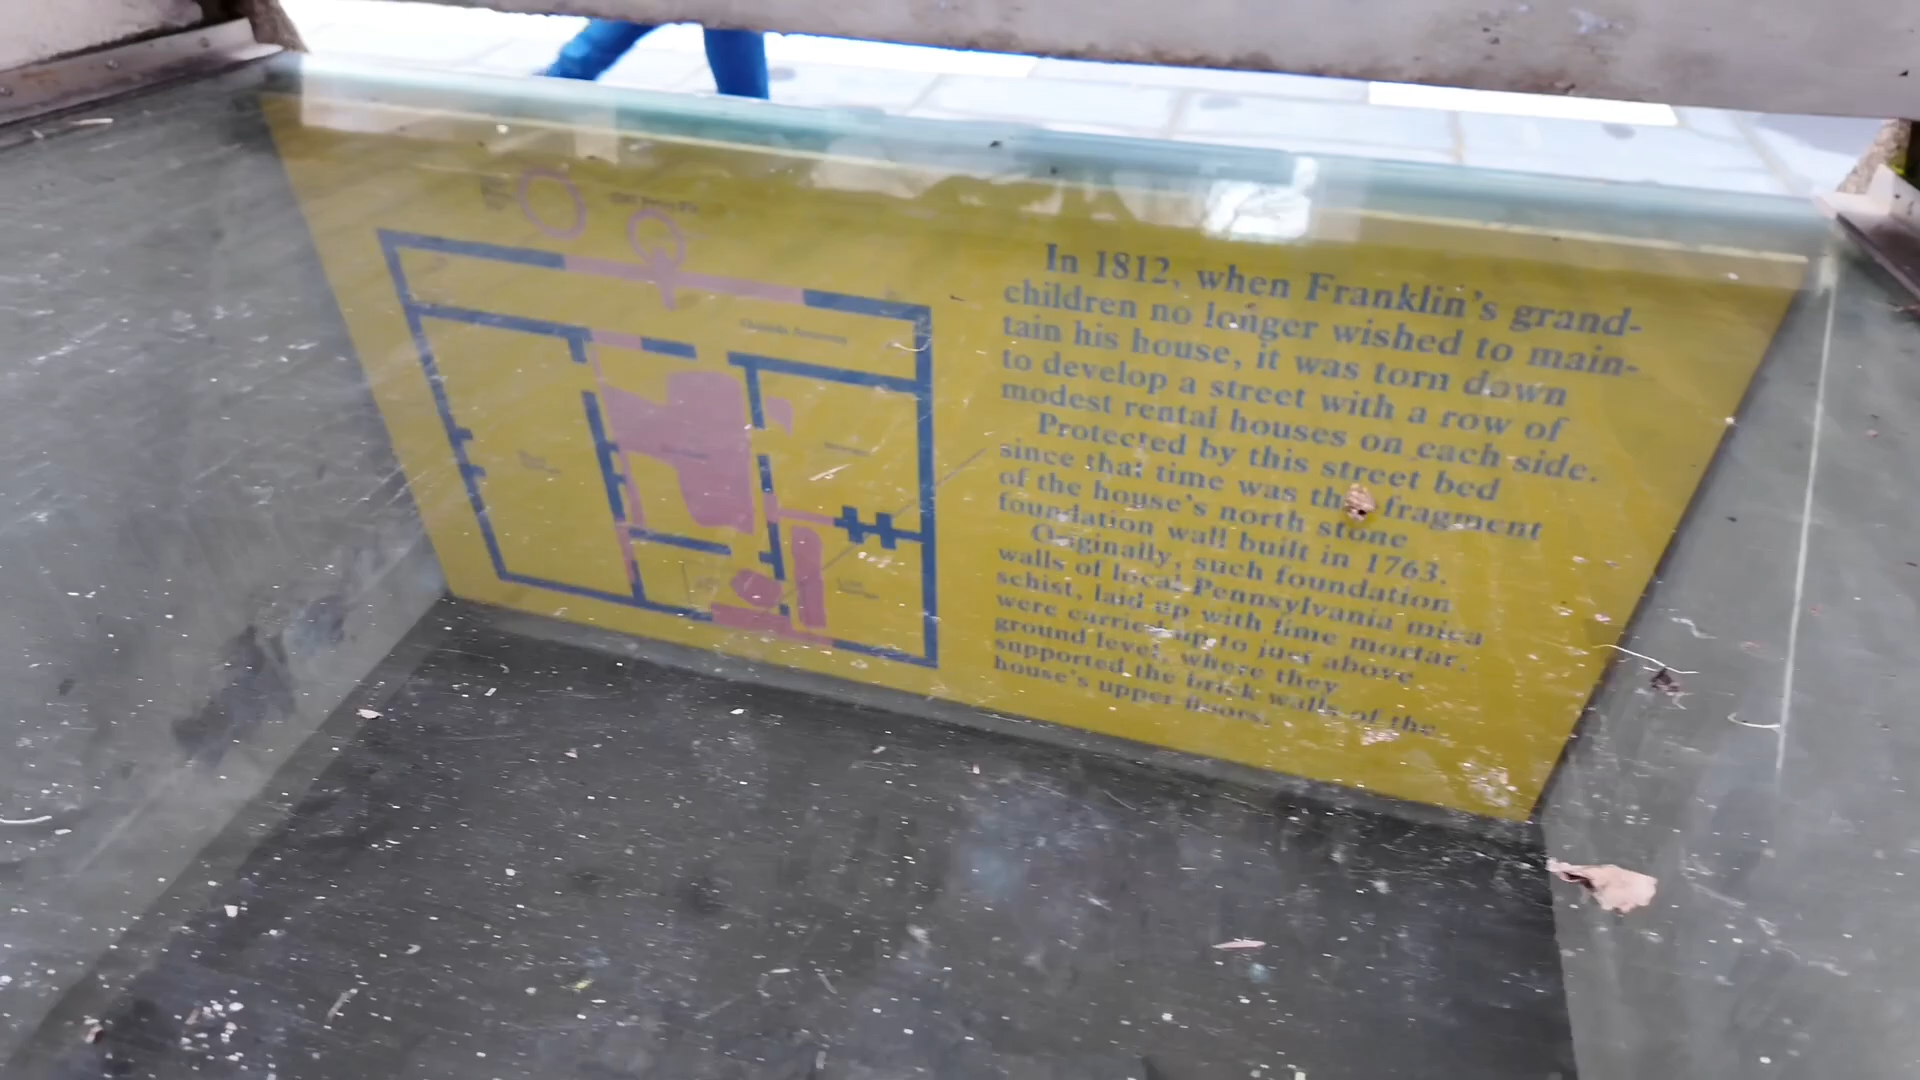 In 1812, when Franklin's grand-
children no longer wished to main-
tain his house, it was torn down
to develop a street with a row of
modest rental houses on each side.
Protected by this street bed
since that time was this fragment
of the house's north stone
foundation wall built in 1763.
Originally, such foundation
walls of local Pennsylvania mica
schist, laid up with lime mortar,
were carried up to just above
ground level, where they
supported the brick walls of the
house's upper floors.